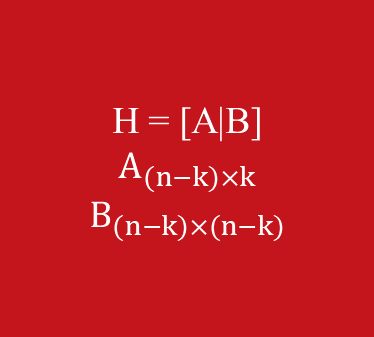 H = [A|B]
A(n−k)×k
B(n−k)×(n−k)